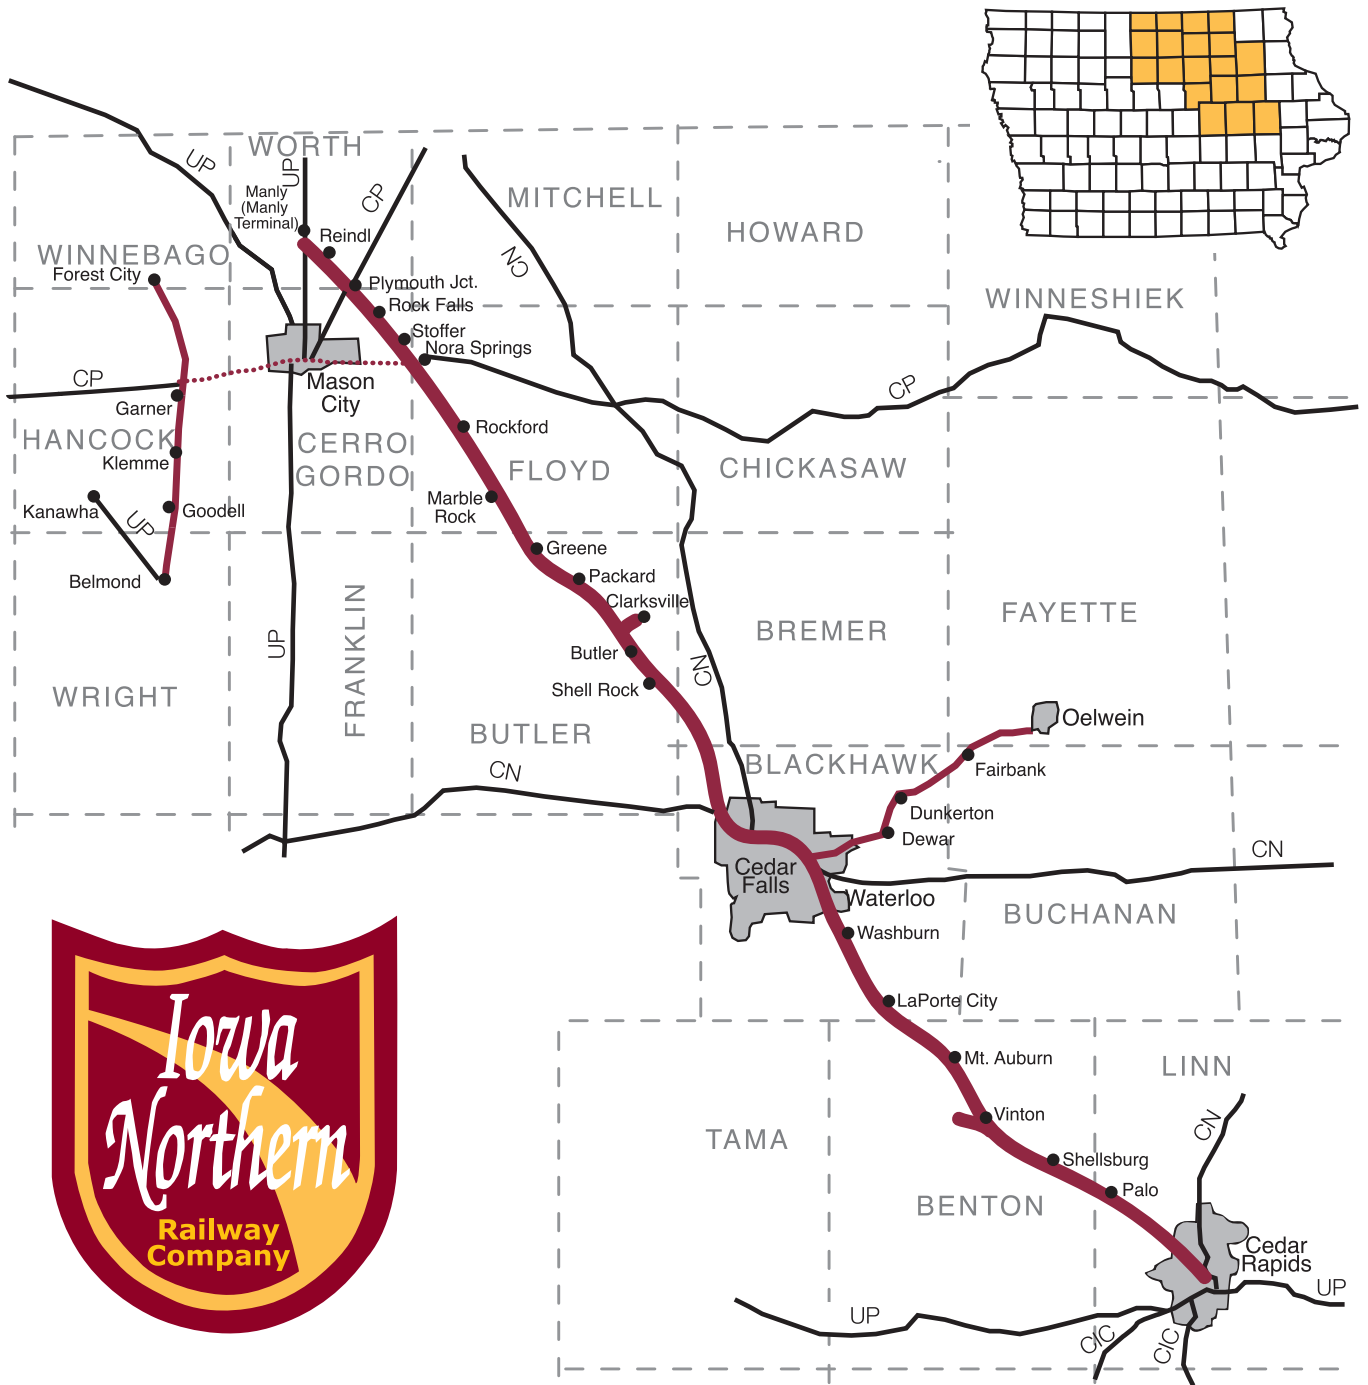 WORTH
UP
UP
Manly
(Manly
Terminal)
CP
MITCHELL
Reindl
HOWARD
WINNEBAGO
Forest City
CN
Plymouth Jct.
Rock Falls
WINNESHIEK
Stoffer
Nora Springs
CP
Mason
City
CP
Garner
HANCOCK
Klemme
CERRO
GORDO
Rockford
FLOYD
CHICKASAW
Marble
Rock
Kanawha
UP
Goodell
Belmond
Greene
Packard
Clarksville
FRANKLIN
UP
BREMER
FAYETTE
Butler
CN
Shell Rock
WRIGHT
BUTLER
Oelwein
CN
BLACKHAWK
Fairbank
Dunkerton
Dewar
CN
Cedar
Falls
Waterloo
BUCHANAN
Washburn
LaPorte City
Mt. Auburn
LINN
Vinton
CN
TAMA
Shellsburg
Palo
BENTON
Cedar
Rapids
UP
UP
CIC
CIC
Iowa
Northern
Railway
Company